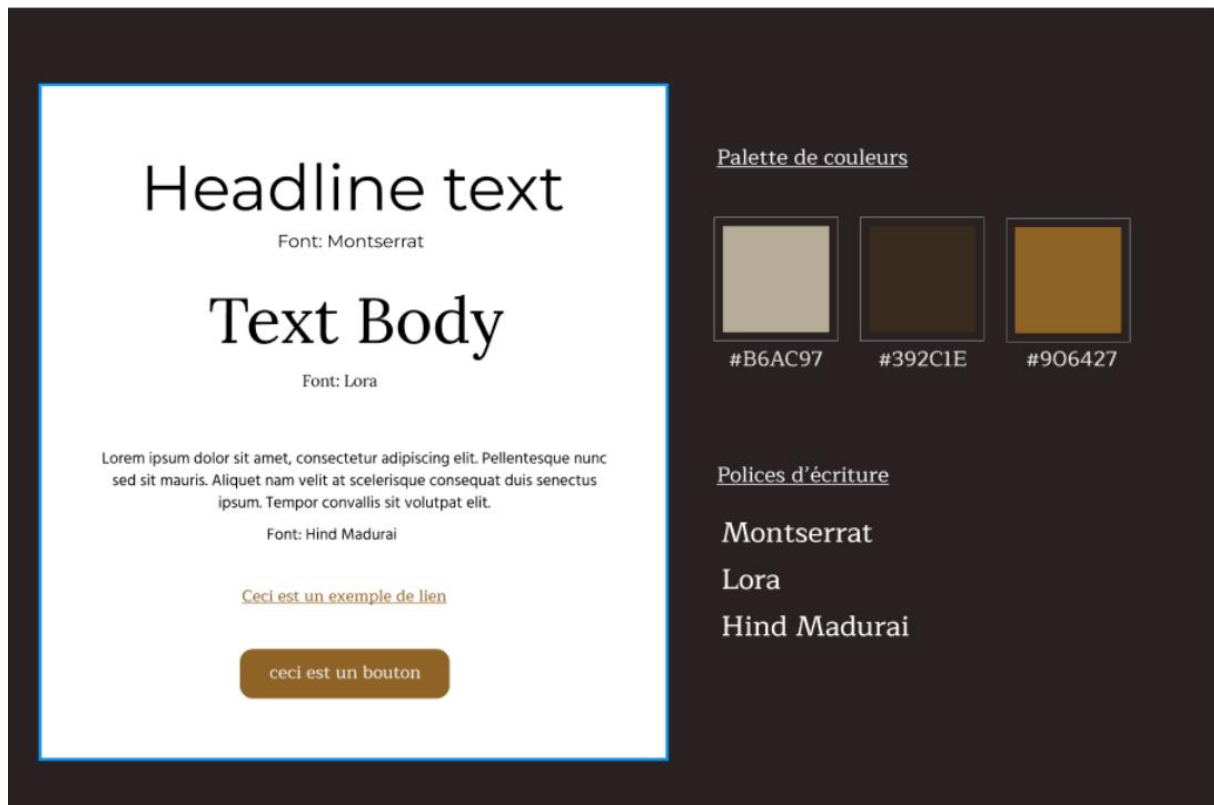 Headline text
Font: Montserrat
Text Body
Font: Lora
Lorem ipsum dolor sit amet, consectetur adipiscing elit. Pellentesque nunc
sed sit mauris. Aliquet nam velit at scelerisque consequat duis senectus
ipsum. Tempor convallis sit volutpat elit.
Font: Hind Madurai
Ceci est un exemple de lien
ceci est un bouton
Palette de couleurs
#B6AC97 #392C1E #906427
Polices d’écriture
Montserrat
Lora
Hind Madurai